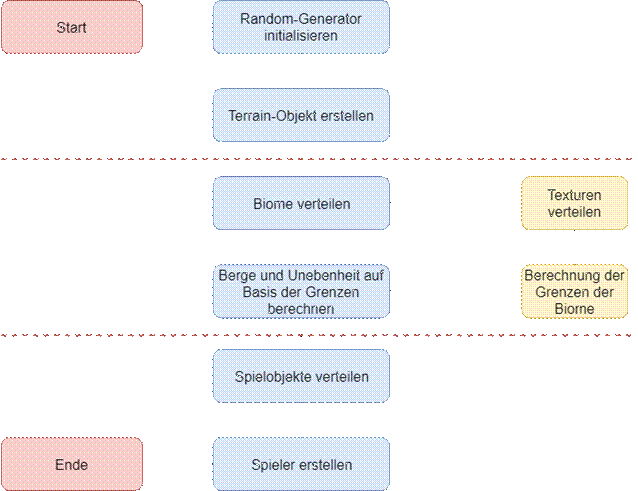 Start
Random-Generator
initialisieren
Terrain-Objekt erstellen
Biome verteilen
Texturen
verteilen
Berge und Unebenheit auf
Basis der Grenzen
berechnen
Berechnung der
Grenzen der
Biome
Spielobjekte verteilen
Ende
Spieler erstellen